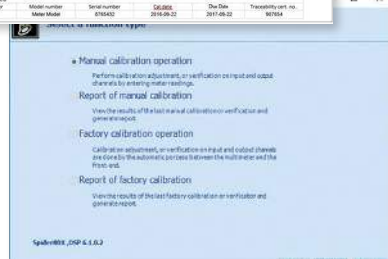 Model number Serial number Cal.date Due Date Traceability cert. no.
Meter Model 8765432 2016-09-22 2017-09-22 987654
Select a function type
Manual calibration operation
Perform calibration adjustment, or verification on input and output
channels by entering meter readings.
Report of manual calibration
View the results of the last manual calibration or verification and
generate report.
Factory calibration operation
Calibration adjustment, or verification on input and output channels
are done by the automatic porcess between the multimeter and the
front-end.
Report of factory calibration
View the results of the last factory calibration or verification and
generate report.
Spider80X ,DSP 6.1.0.2